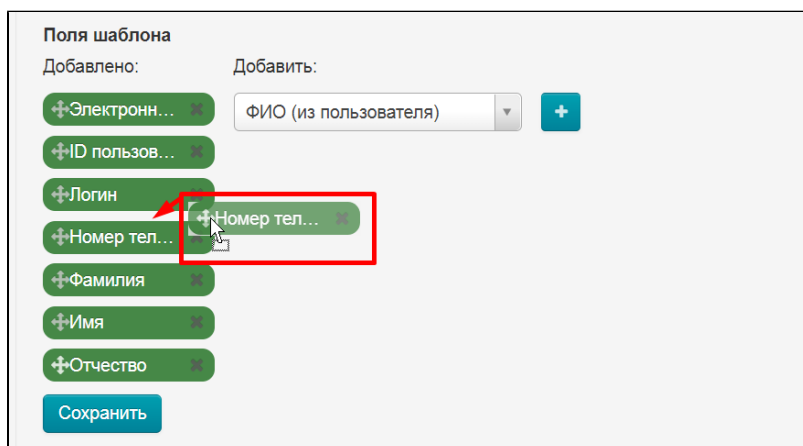 Поля шаблона
Добавлено: Добавить:
Электронн... ФИО (из пользователя)
ID пользов...
Логин
Номер тел...
Номер тел...
Фамилия
Имя
Отчество
Сохранить